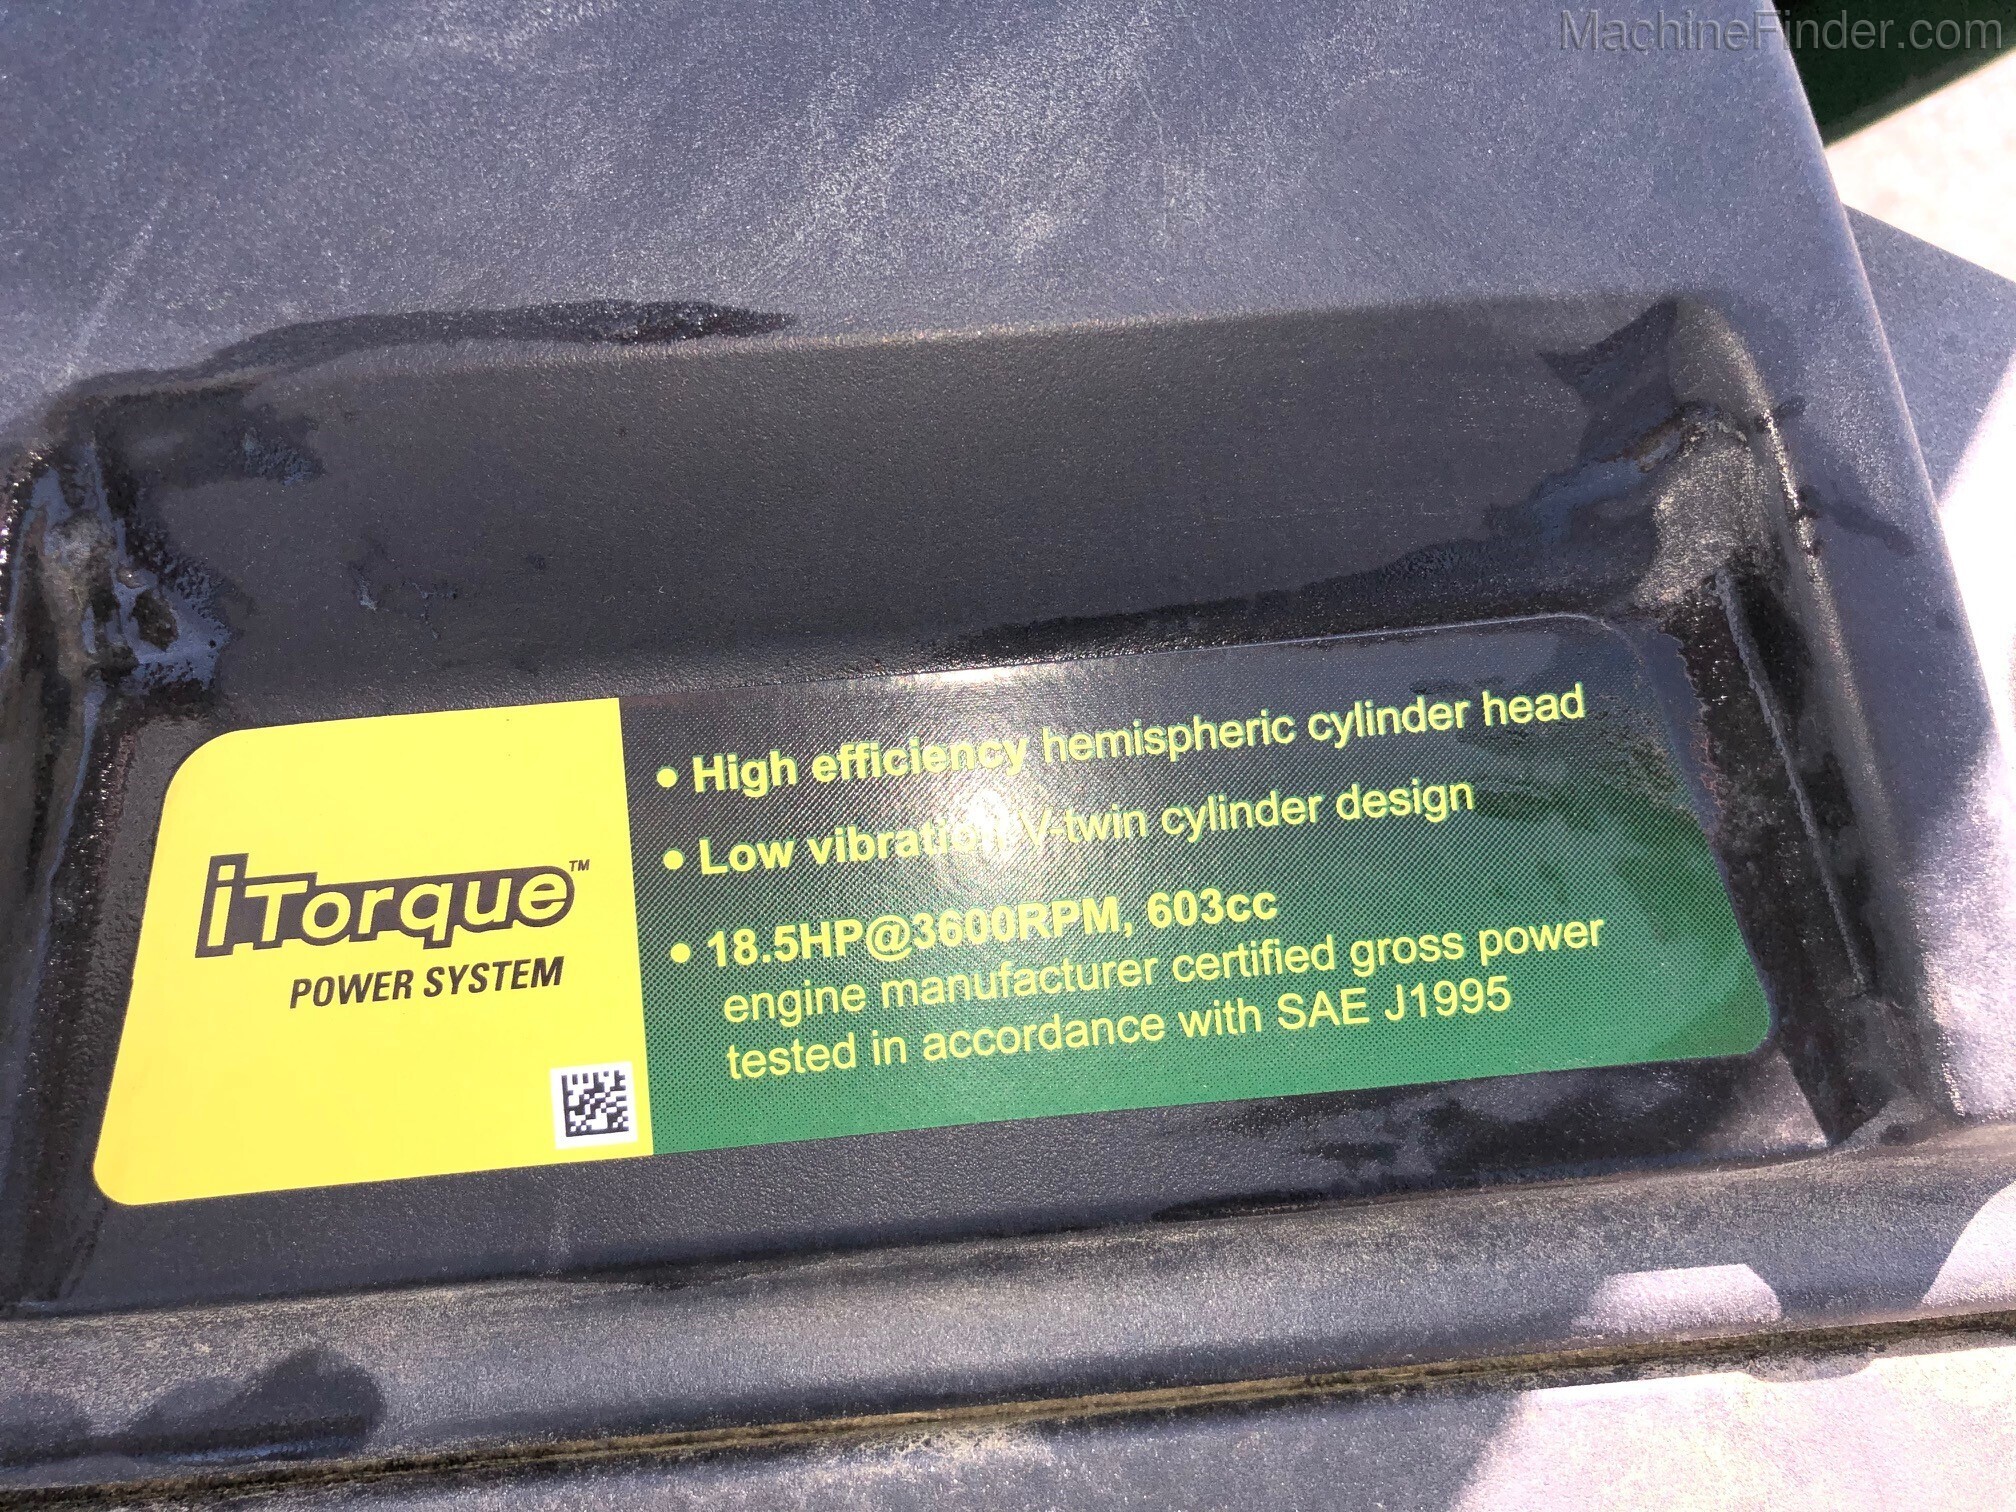 MachineFinder.com
iTorque™
POWER SYSTEM
• High efficiency hemispheric cylinder head
• Low vibration V-twin cylinder design
• 18.5HP@3600RPM, 603cc
engine manufacturer certified gross power
tested in accordance with SAE J1995